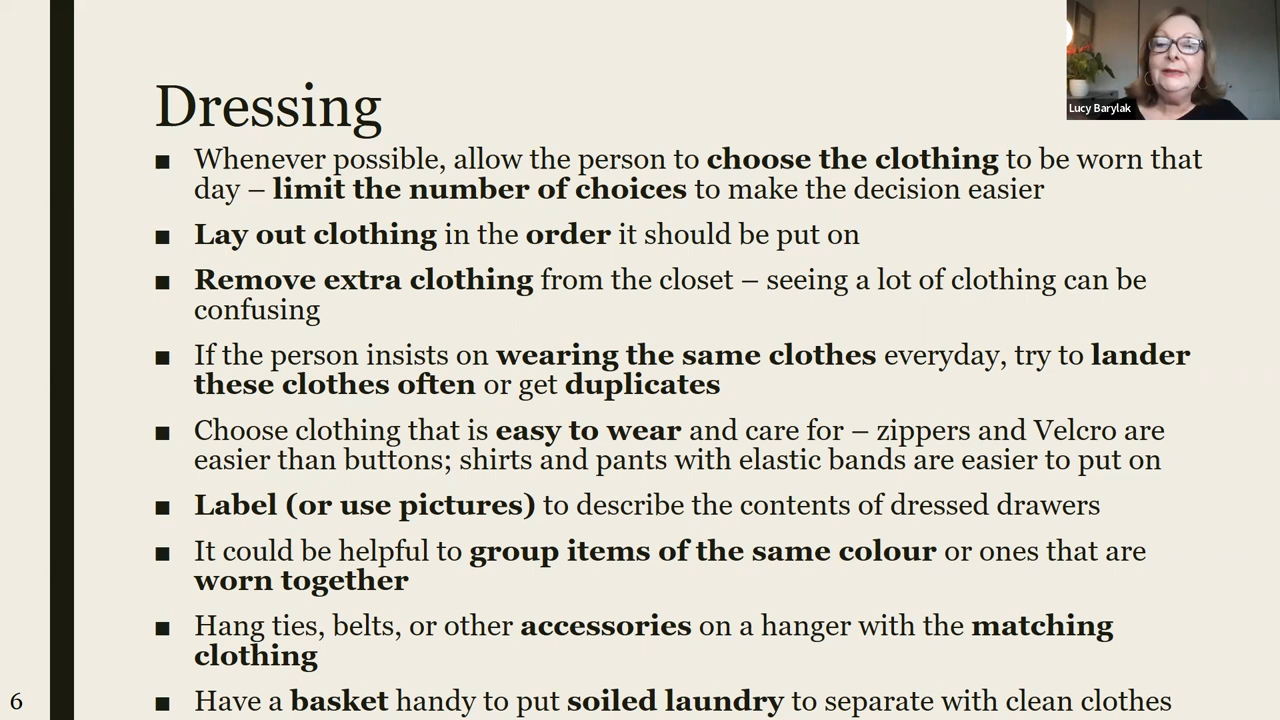 Lucy Barylak
Dressing
■ Whenever possible, allow the person to choose the clothing to be worn that
day – limit the number of choices to make the decision easier
■ Lay out clothing in the order it should be put on
■ Remove extra clothing from the closet – seeing a lot of clothing can be
confusing
■ If the person insists on wearing the same clothes everyday, try to lander
these clothes often or get duplicates
■ Choose clothing that is easy to wear and care for – zippers and Velcro are
easier than buttons; shirts and pants with elastic bands are easier to put on
■ Label (or use pictures) to describe the contents of dressed drawers
■ It could be helpful to group items of the same colour or ones that are
worn together
■ Hang ties, belts, or other accessories on a hanger with the matching
clothing
■ Have a basket handy to put soiled laundry to separate with clean clothes
6